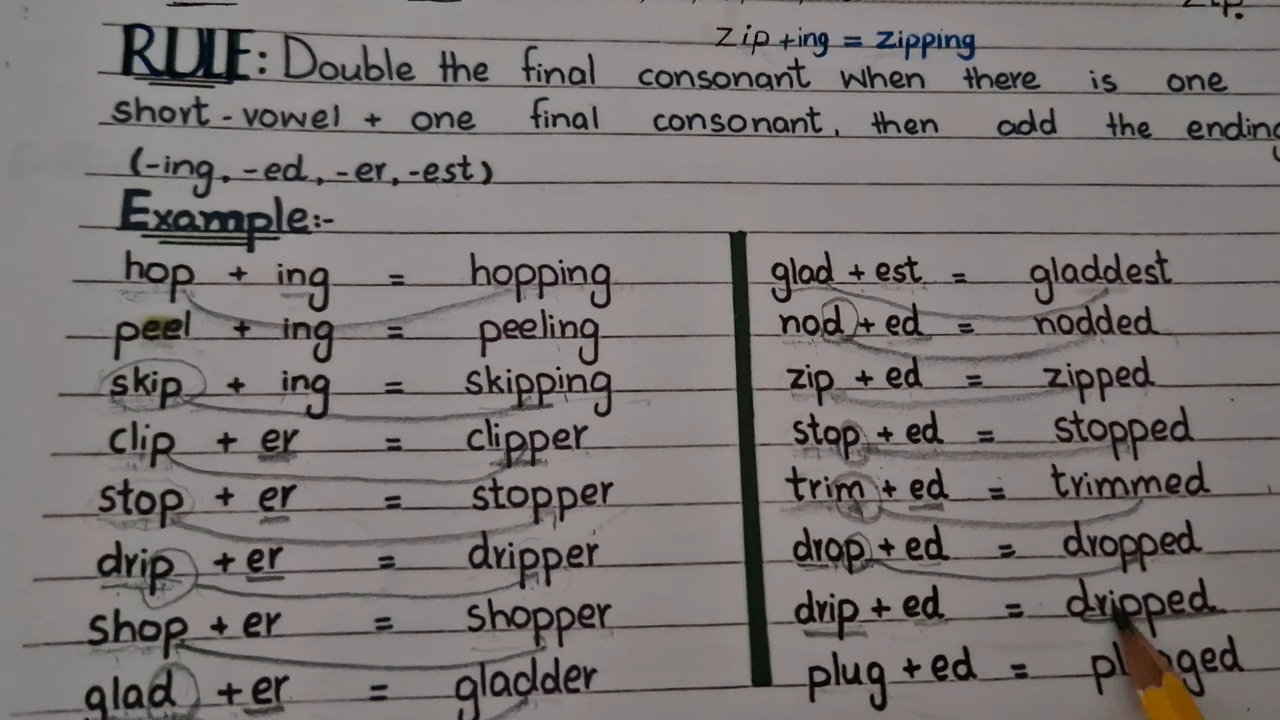 zip.
zip + ing = zipping
RULE: Double the final consonant when there is one
short - vowel + one final consonant, then add the ending
(-ing, -ed, -er, -est)
Example:-
hop + ing = hopping
peel + ing = peeling
skip + ing = skipping
clip + er = clipper
stop + er = stopper
drip + er = dripper
shop + er = shopper
glad + er = gladder
glad + est = gladdest
nod + ed = nodded
zip + ed = zipped
stop + ed = stopped
trim + ed = trimmed
drop + ed = dropped
drip + ed = dripped
plug + ed =